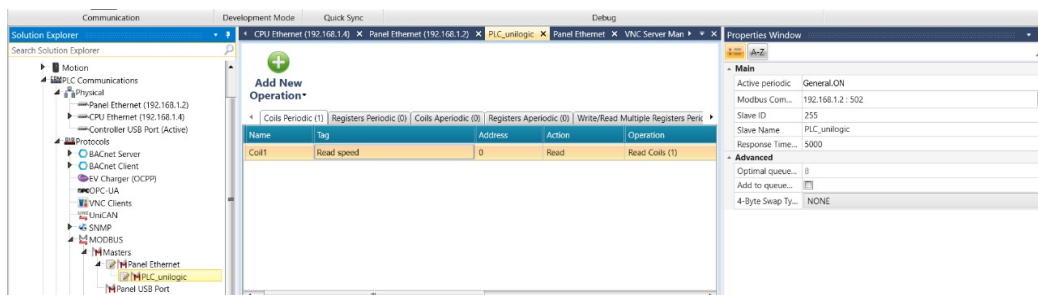 Communication Development Mode Quick Sync Debug
Solution Explorer
Search Solution Explorer
Motion
PLC Communications
Physical
Panel Ethernet (192.168.1.2)
CPU Ethernet (192.168.1.4)
Controller USB Port (Active)
Protocols
BACnet Server
BACnet Client
EV Charger (OCPP)
OPC-UA
VNC Clients
UniCAN
SNMP
MODBUS
Masters
Panel Ethernet
PLC_unilogic
Panel USB Port
CPU Ethernet (192.168.1.4) Panel Ethernet (192.168.1.2) PLC_unilogic Panel Ethernet VNC Server Man
Add New
Operation
Coils Periodic (1) Registers Periodic (0) Coils Aperiodic (0) Registers Aperiodic (0) Write/Read Multiple Registers Peric
Name Tag Address Action Operation
Coil1 Read speed 0 Read Read Coils (1)
Properties Window
A-Z
Main
Active periodic General.ON
Modbus Com... 192.168.1.2 : 502
Slave ID 255
Slave Name PLC_unilogic
Response Time... 5000
Advanced
Optimal queue... 8
Add to queue...
4-Byte Swap Ty... NONE